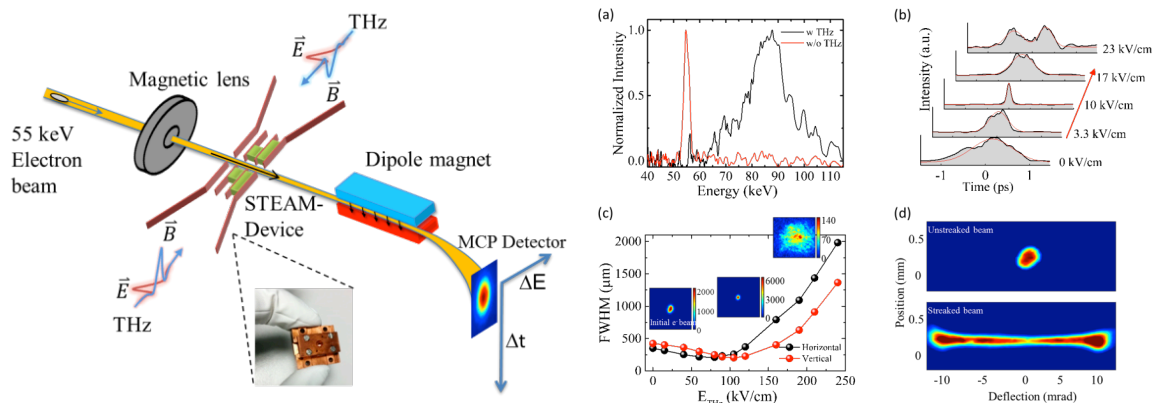 THz
E
B
Magnetic lens
55 keV
Electron
beam
Dipole magnet
STEAM-
Device
MCP Detector
B
E
THz
ΔE
Δt
(a)
w THz
w/o THz
Normalized Intensity
1.0
0.5
0.0
40 50 60 70 80 90 100 110
Energy (keV)
(b)
Intensity (a.u.)
23 kV/cm
17 kV/cm
10 kV/cm
3.3 kV/cm
0 kV/cm
-1 0 1
Time (ps)
(c)
FWHM (μm)
2000
1750
1500
1250
1000
750
500
250
0
140
70
0
2000
1000
0
Initial e⁻ beam
6000
3000
0
Horizontal
Vertical
0 50 100 150 200 250
E_THz (kV/cm)
(d)
Unstreaked beam
0.5
0
Position (mm)
Streaked beam
0.5
0
-10 -5 0 5 10
Deflection (mrad)